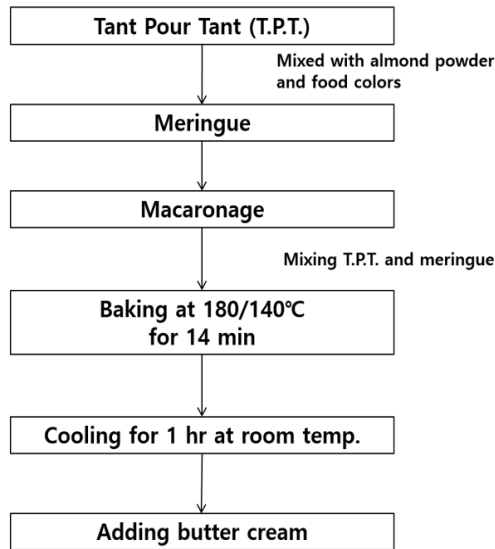 Tant Pour Tant (T.P.T.)
Mixed with almond powder
and food colors
Meringue
Macaronage
Mixing T.P.T. and meringue
Baking at 180/140℃
for 14 min
Cooling for 1 hr at room temp.
Adding butter cream